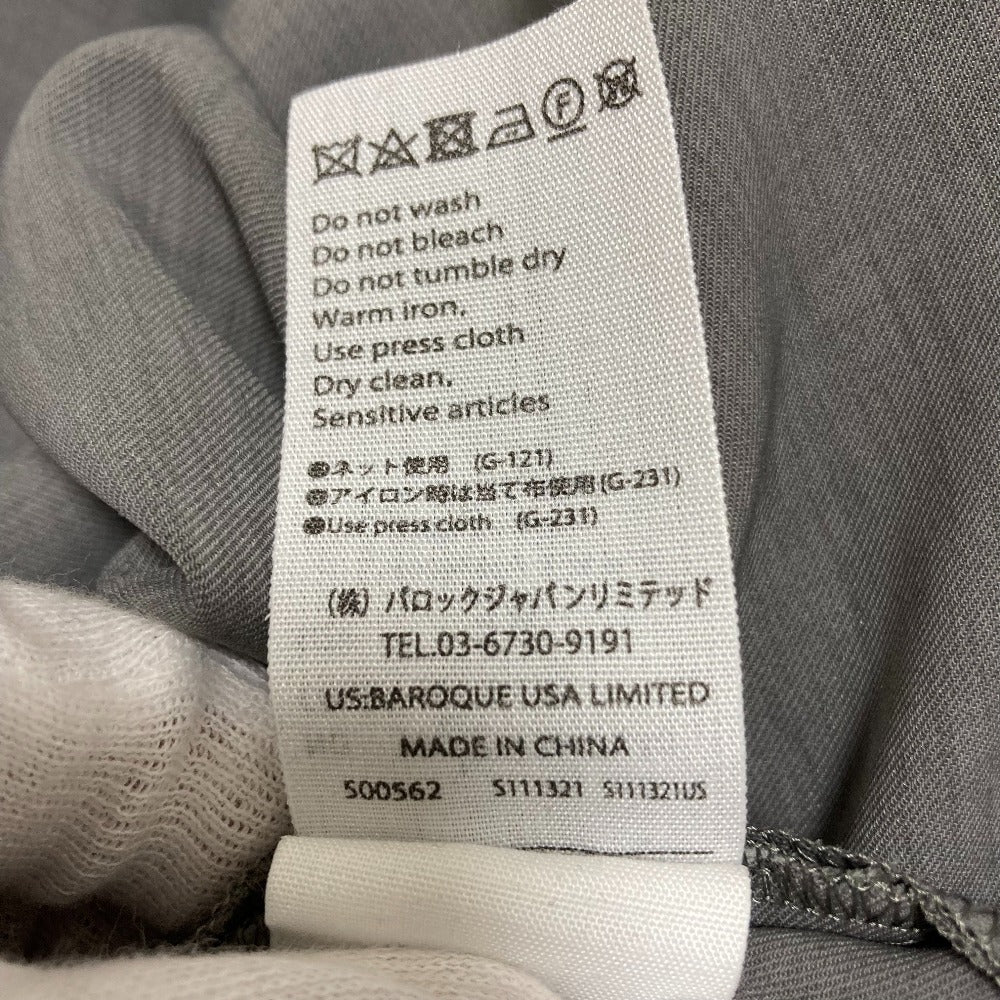 F
Do not wash
Do not bleach
Do not tumble dry
Warm iron.
Use press cloth
Dry clean.
Sensitive articles
●ネット使用 (G-121)
●アイロン時は当て布使用(G-231)
●Use press cloth (G-231)
(株) バロックジャパンリミテッド
TEL.03-6730-9191
US:BAROQUE USA LIMITED
MADE IN CHINA
S00562 S111321 S111321US